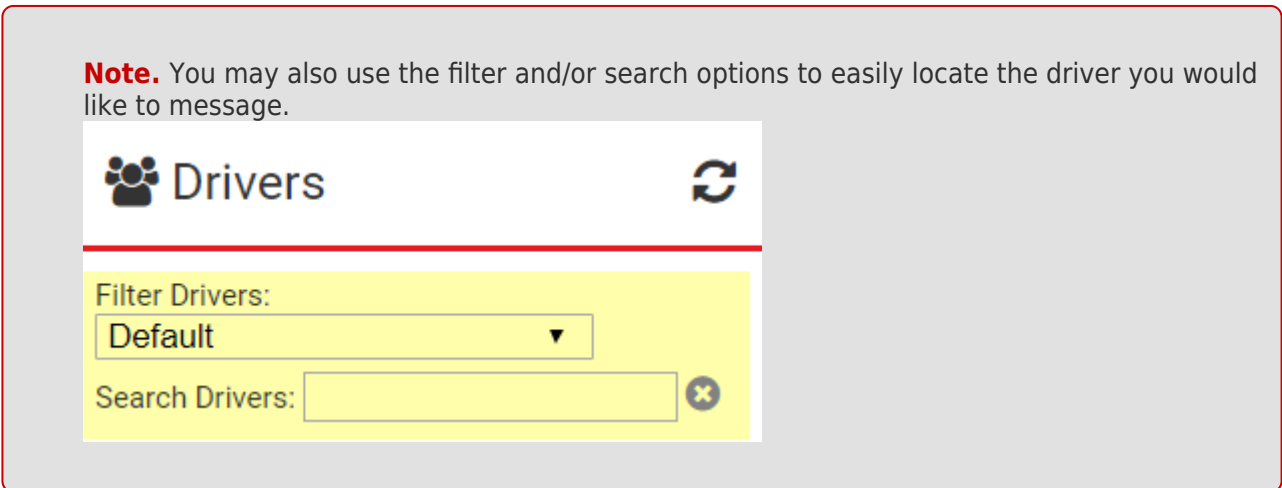 Note. You may also use the filter and/or search options to easily locate the driver you would
like to message.
Drivers
Filter Drivers:
Default
Search Drivers: